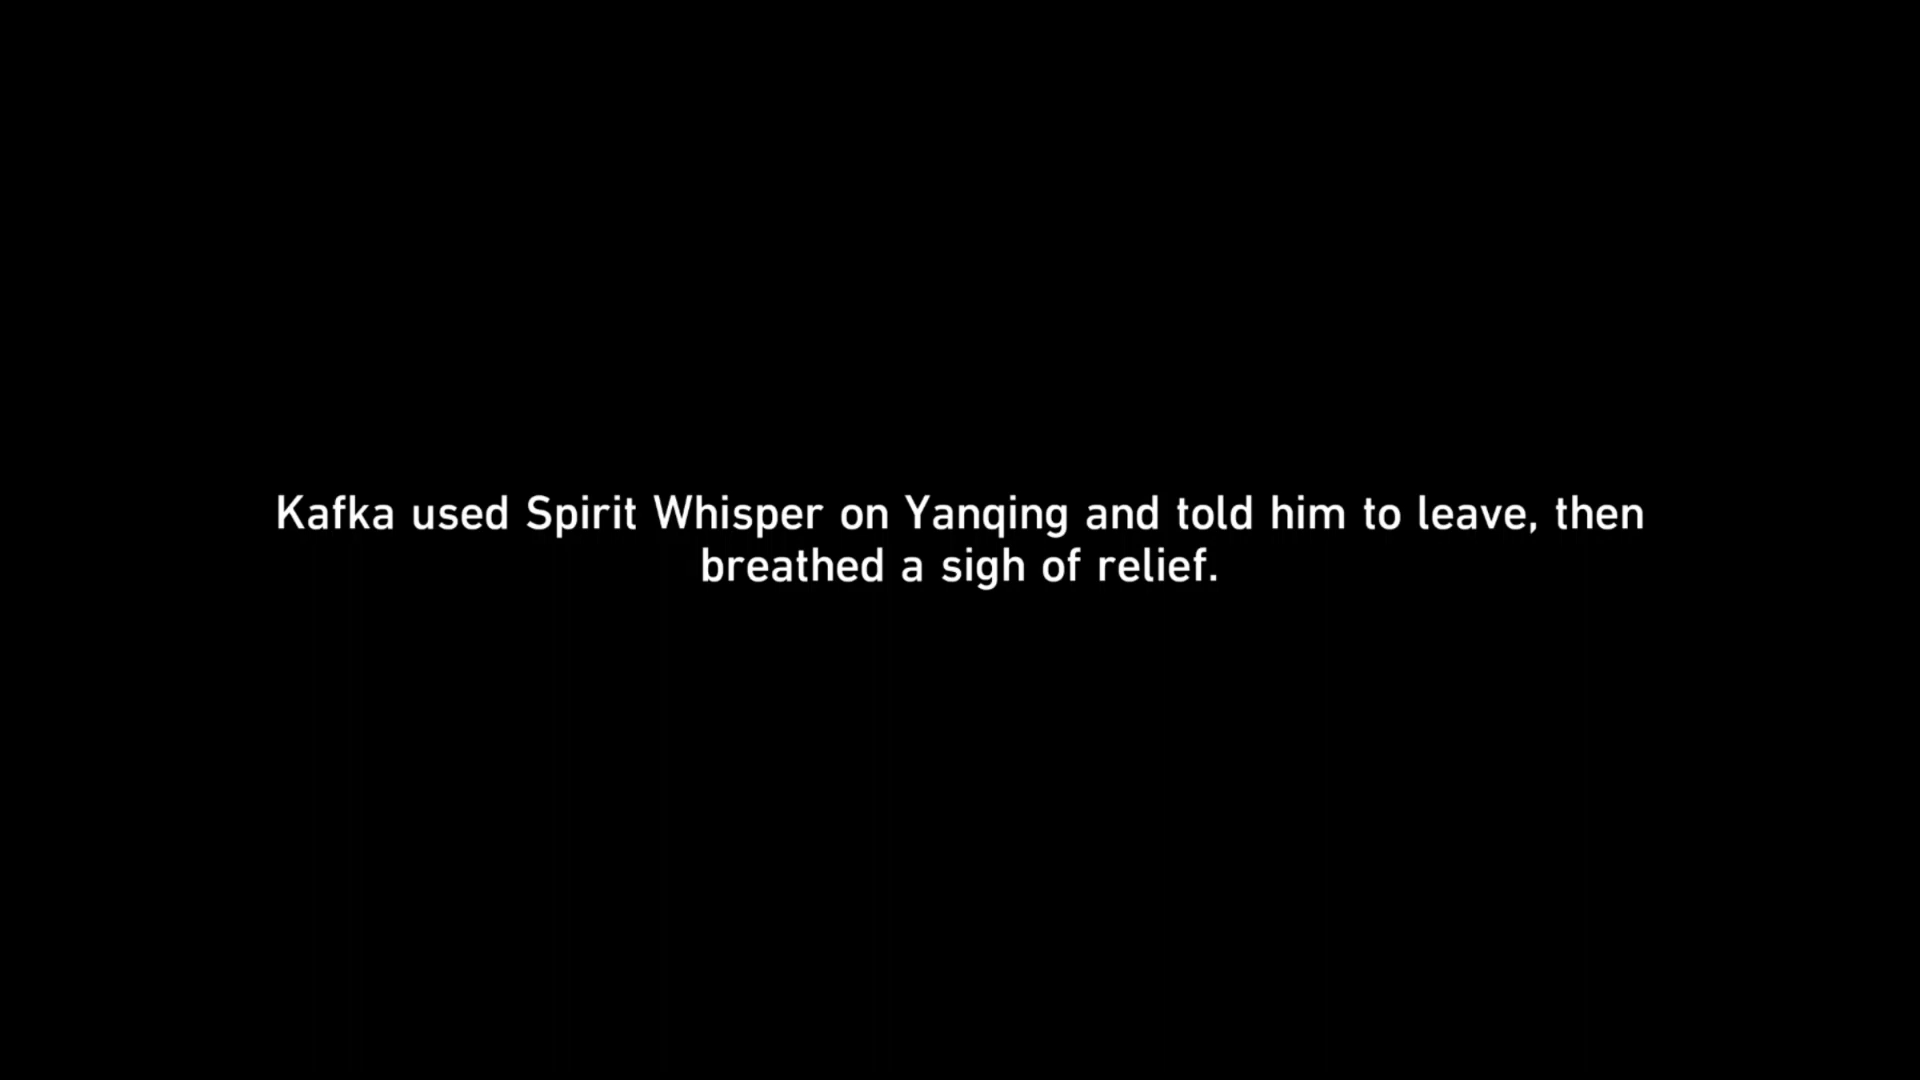 Kafka used Spirit Whisper on Yanqing and told him to leave, then
breathed a sigh of relief.